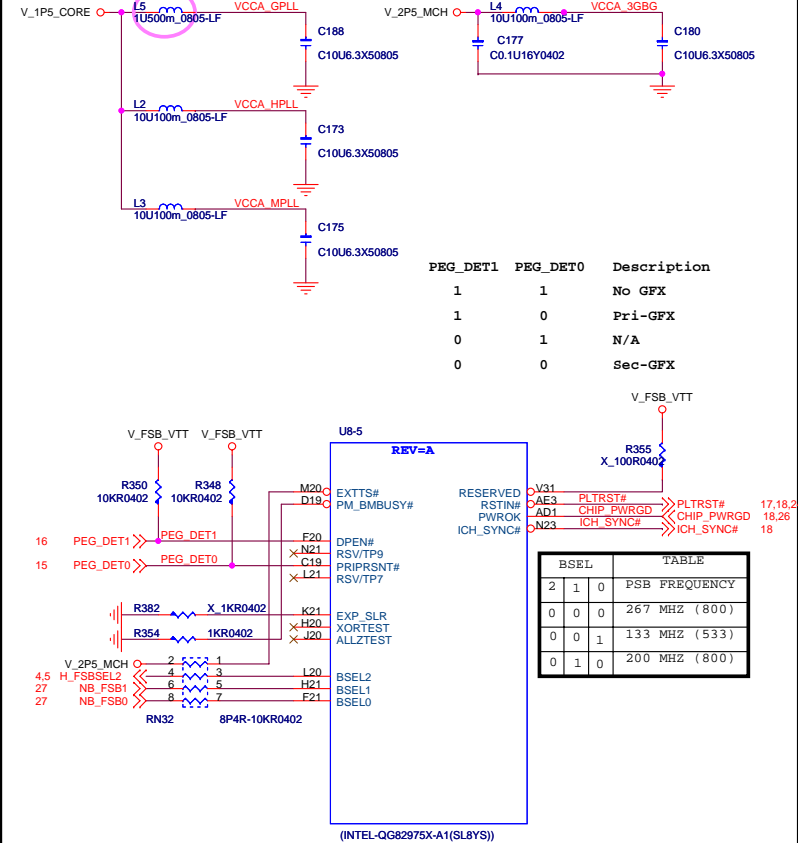 V_1P5_CORE
L5
1U500m_0805-LF
VCCA_GPLL
C188
C10U6.3X50805
V_2P5_MCH
L4
10U100m_0805-LF
VCCA_3GBG
C177
C0.1U16Y0402
C180
C10U6.3X50805
L2
10U100m_0805-LF
VCCA_HPLL
C173
C10U6.3X50805
L3
10U100m_0805-LF
VCCA_MPLL
C175
C10U6.3X50805
PEG_DET1 PEG_DET0 Description
1 1 No GFX
1 0 Pri-GFX
0 1 N/A
0 0 Sec-GFX
V_FSB_VTT
V_FSB_VTT V_FSB_VTT
U8-5
REV=A
R355
X_100R0402
R350
10KR0402
R348
10KR0402
M20 EXTTS#
D19 PM_BMBUSY#
RESERVED V31
RSTIN# AE3 PLTRST# PLTRST# 17,18,2
PWROK AD1 CHIP_PWRGD CHIP_PWRGD 18,26
ICH_SYNC# N23 ICH_SYNC# ICH_SYNC# 18
16 PEG_DET1 PEG_DET1 F20 DPEN#
N21 RSV/TP9
15 PEG_DET0 PEG_DET0 C19 PRIPRSNT#
L21 RSV/TP7
R382 X_1KR0402 K21 EXP_SLR
H20 XORTEST
R354 1KR0402 J20 ALLZTEST
V_2P5_MCH 2 1
4,5 H_FSBSEL2 4 3 L20 BSEL2
27 NB_FSB1 6 5 H21 BSEL1
27 NB_FSB0 8 7 F21 BSEL0
RN32 8P4R-10KR0402
BSEL TABLE
2 1 0 PSB FREQUENCY
0 0 0 267 MHZ (800)
0 0 1 133 MHZ (533)
0 1 0 200 MHZ (800)
(INTEL-QG82975X-A1(SL8YS))